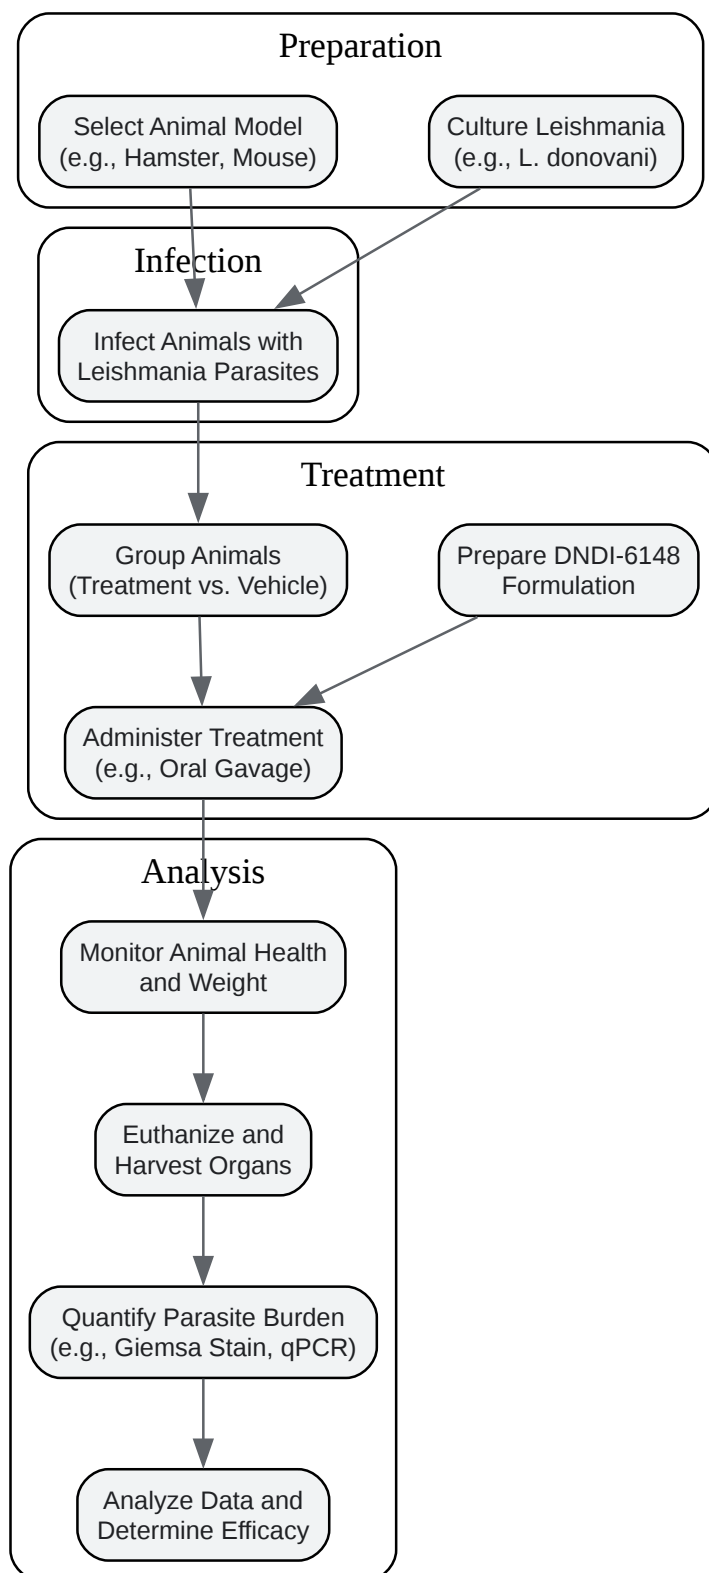 Preparation
Select Animal Model
(e.g., Hamster, Mouse)
Culture Leishmania
(e.g., L. donovani)
Infection
Infect Animals with
Leishmania Parasites
Treatment
Group Animals
(Treatment vs. Vehicle)
Prepare DNDI-6148
Formulation
Administer Treatment
(e.g., Oral Gavage)
Analysis
Monitor Animal Health
and Weight
Euthanize and
Harvest Organs
Quantify Parasite Burden
(e.g., Giemsa Stain, qPCR)
Analyze Data and
Determine Efficacy